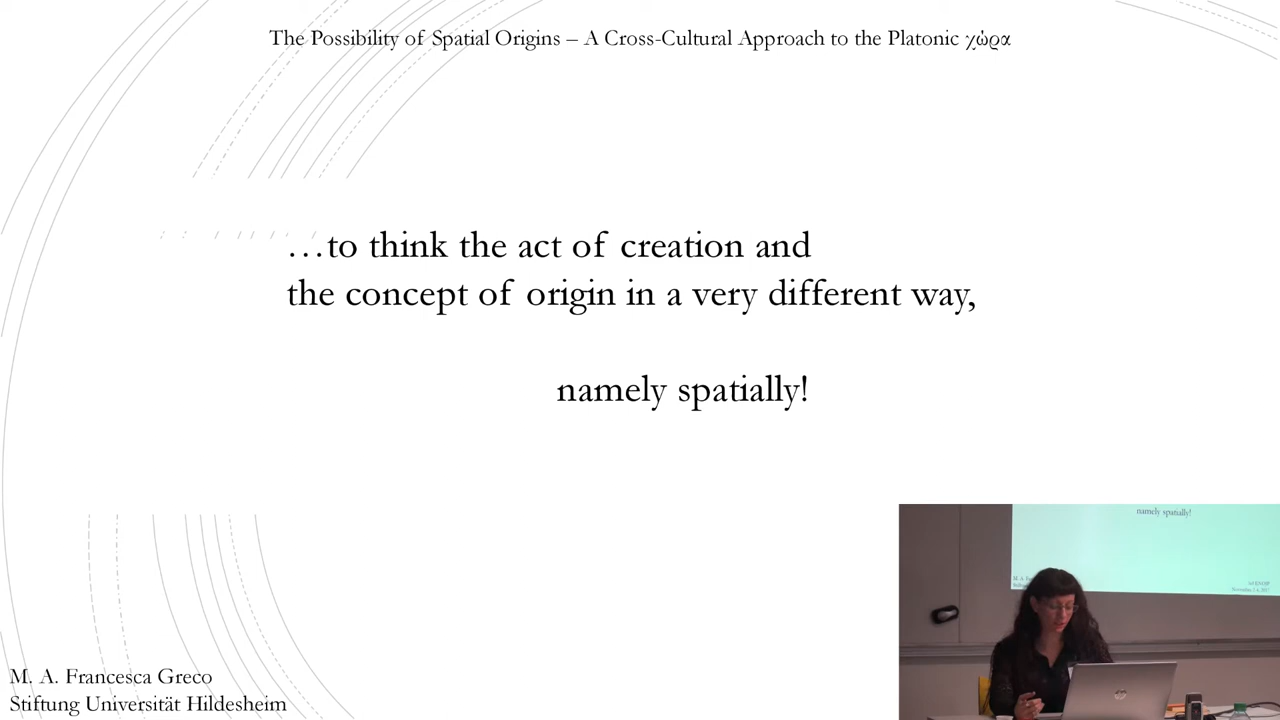 The Possibility of Spatial Origins – A Cross-Cultural Approach to the Platonic χώρα
…to think the act of creation and
the concept of origin in a very different way,
namely spatially!
M. A. Francesca Greco
Stiftung Universität Hildesheim
namely spatially!